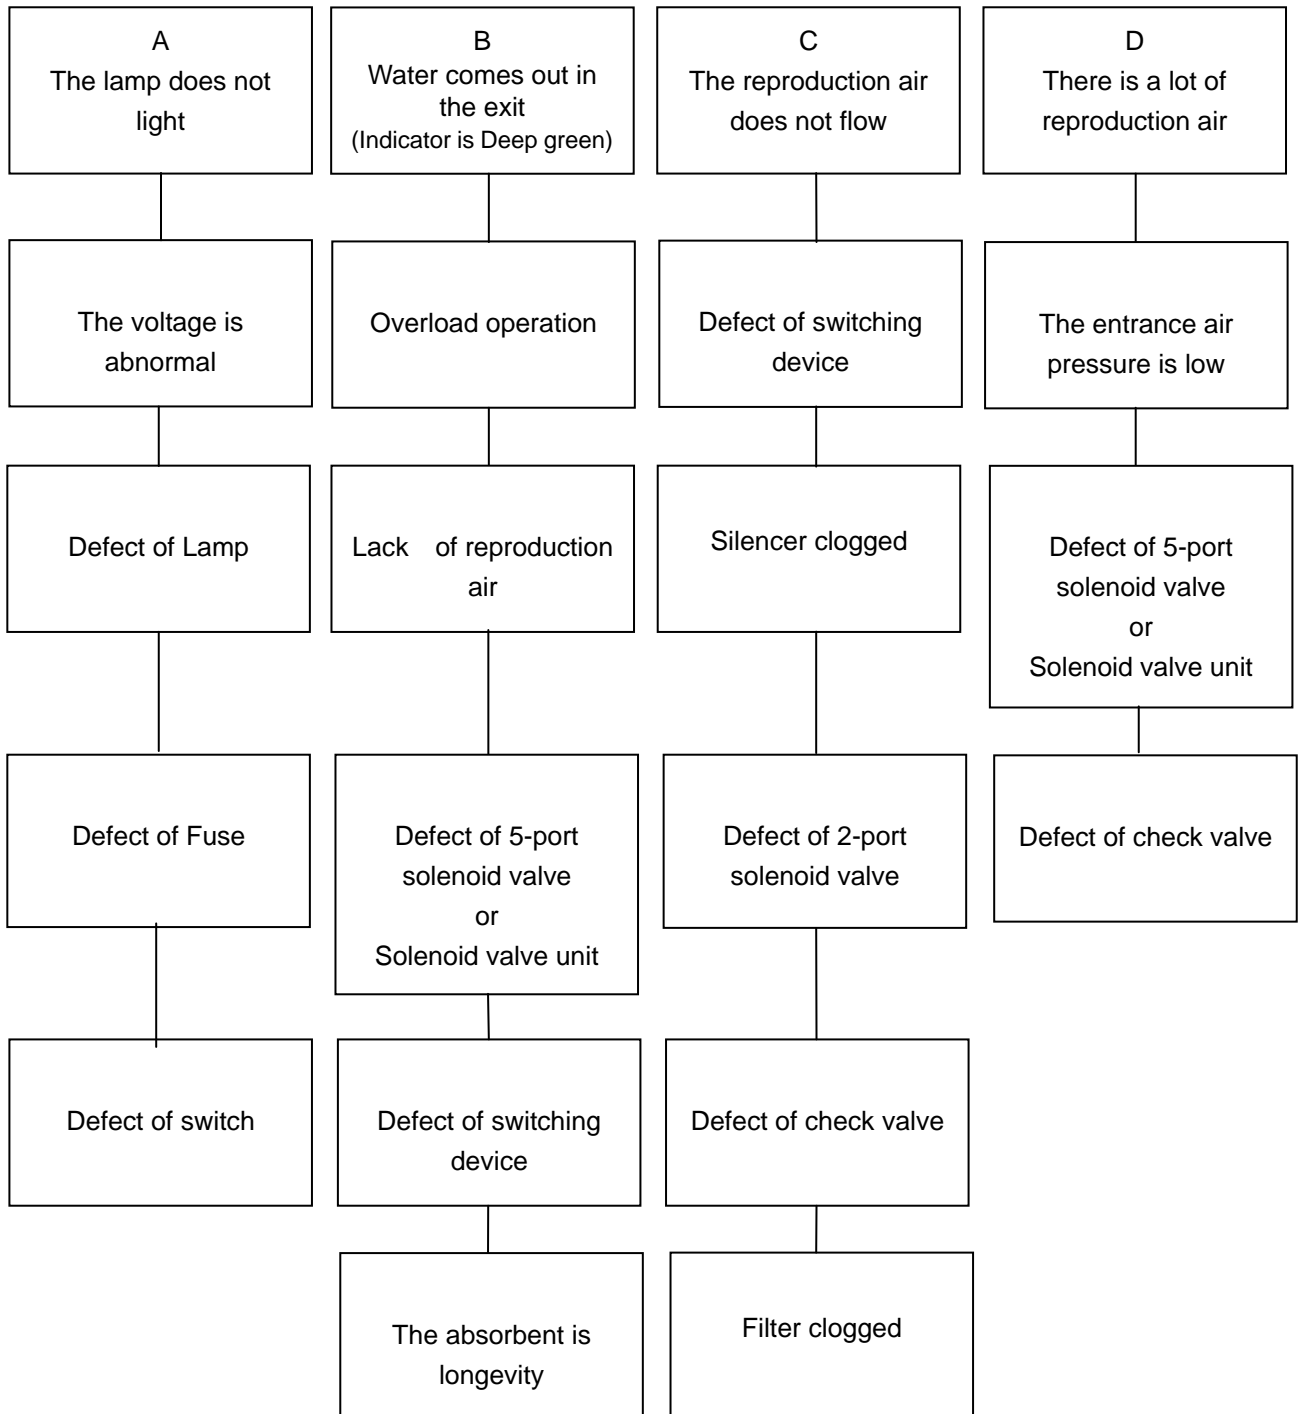 A
The lamp does not
light
B
Water comes out in
the exit
(Indicator is Deep green)
C
The reproduction air
does not flow
D
There is a lot of
reproduction air
The voltage is
abnormal
Overload operation
Defect of switching
device
The entrance air
pressure is low
Defect of Lamp
Lack of reproduction
air
Silencer clogged
Defect of 5-port
solenoid valve
or
Solenoid valve unit
Defect of Fuse
Defect of 5-port
solenoid valve
or
Solenoid valve unit
Defect of 2-port
solenoid valve
Defect of check valve
Defect of switch
Defect of switching
device
Defect of check valve
The absorbent is
longevity
Filter clogged